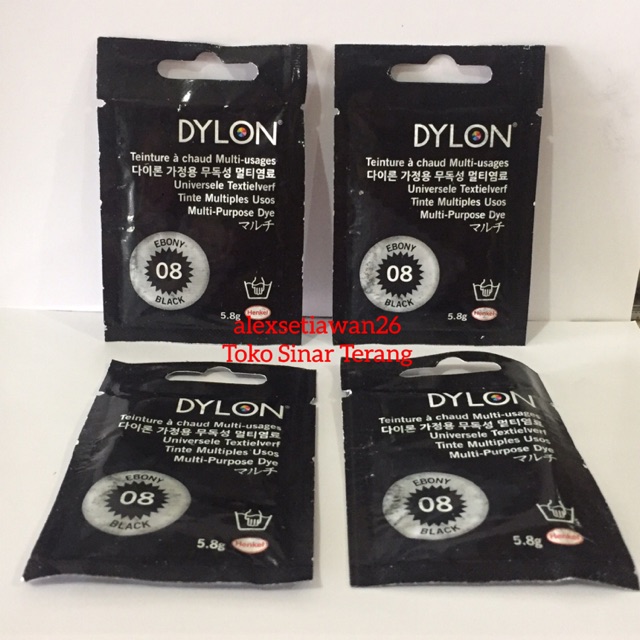 DYLON
Teinture à chaud Multi-usages
다이론 가정용 무독성 멀티염료
Universele Textielverf
Tinte Multiples Usos
Multi-Purpose Dye
マルチ
EBONY
08
BLACK
5.8g
Henkel
DYLON
Teinture à chaud Multi-usages
다이론 가정용 무독성 멀티염료
Universele Textielverf
Tinte Multiples Usos
Multi-Purpose Dye
マルチ
EBONY
08
BLACK
5.8g
Henkel
alexsetiawan26
Toko Sinar Terang
DYLON
Teinture à chaud Multi-usages
다이론 가정용 무독성 멀티염료
Universele Textielverf
Tinte Multiples Usos
Multi-Purpose Dye
マルチ
EBONY
08
BLACK
5.8g
Henkel
DYLON
Teinture à chaud Multi-usages
다이론 가정용 무독성 멀티염료
Universele Textielverf
Tinte Multiples Usos
Multi-Purpose Dye
マルチ
EBONY
08
BLACK
5.8g
Henkel